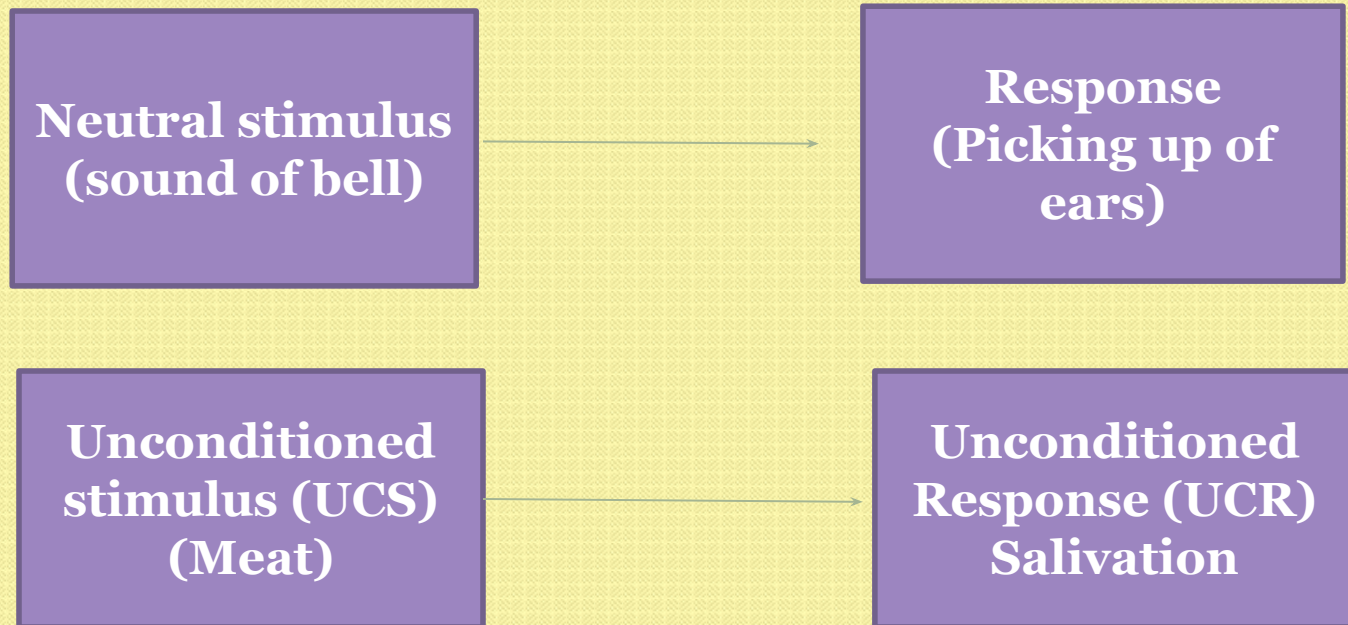 Neutral stimulus
(sound of bell)
Response
(Picking up of
ears)
Unconditioned
stimulus (UCS)
(Meat)
Unconditioned
Response (UCR)
Salivation